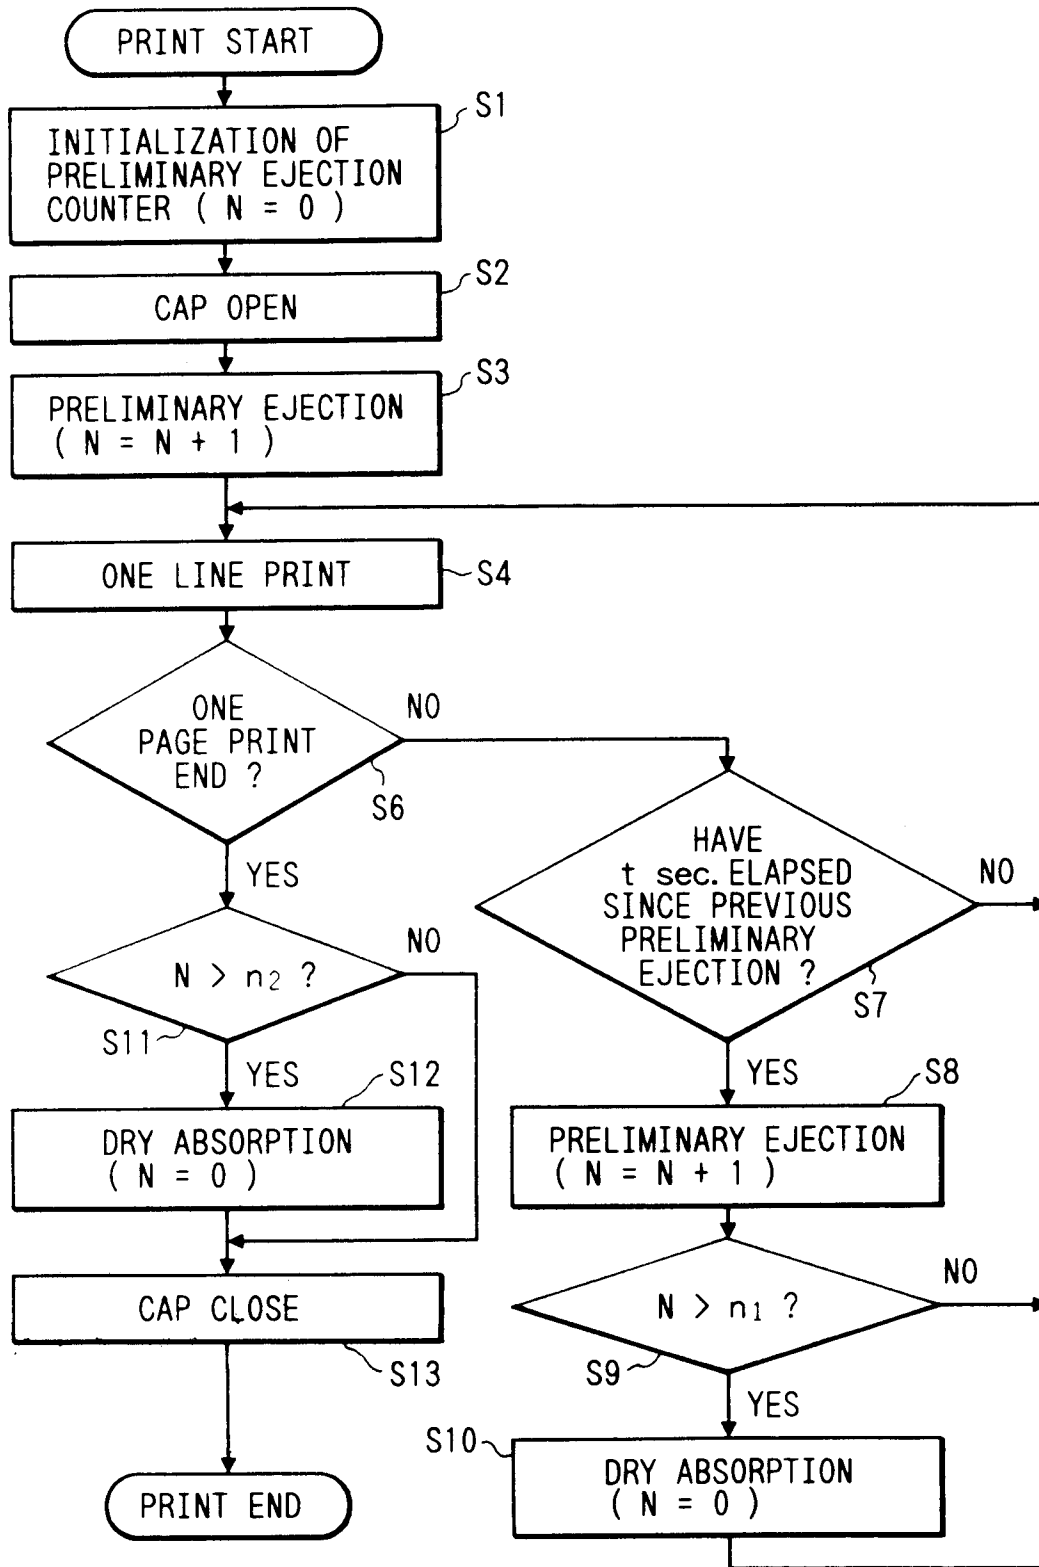 PRINT START
S1
INITIALIZATION OF
PRELIMINARY EJECTION
COUNTER ( N = 0 )
S2
CAP OPEN
S3
PRELIMINARY EJECTION
( N = N + 1 )
ONE LINE PRINT
S4
ONE
PAGE PRINT
END ?
NO
S6
YES
HAVE
t sec. ELAPSED
SINCE PREVIOUS
PRELIMINARY
EJECTION ?
NO
S7
YES
N > n2 ?
NO
S11
YES
S12
DRY ABSORPTION
( N = 0 )
S8
PRELIMINARY EJECTION
( N = N + 1 )
CAP CLOSE
S13
N > n1 ?
NO
S9
YES
S10
DRY ABSORPTION
( N = 0 )
PRINT END